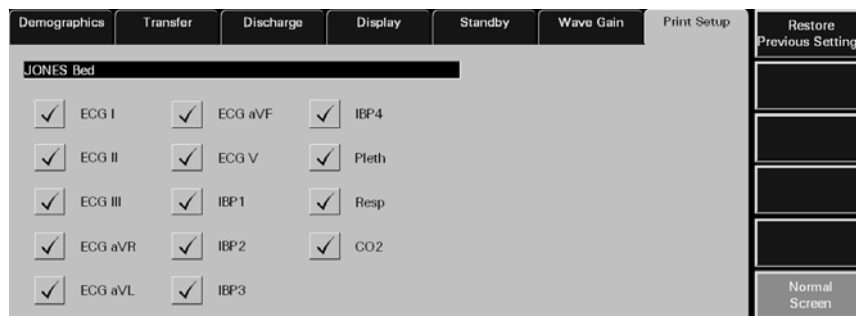 Demographics Transfer Discharge Display Standby Wave Gain Print Setup
Restore
Previous Setting
JONES Bed
ECG I ECG aVF IBP4
ECG II ECG V Pleth
ECG III IBP1 Resp
ECG aVR IBP2 CO2
ECG aVL IBP3
Normal
Screen